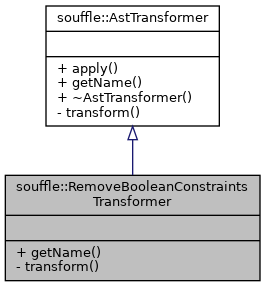 souffle::AstTransformer
+ apply()
+ getName()
+ ~AstTransformer()
- transform()
souffle::RemoveBooleanConstraints
Transformer
+ getName()
- transform()